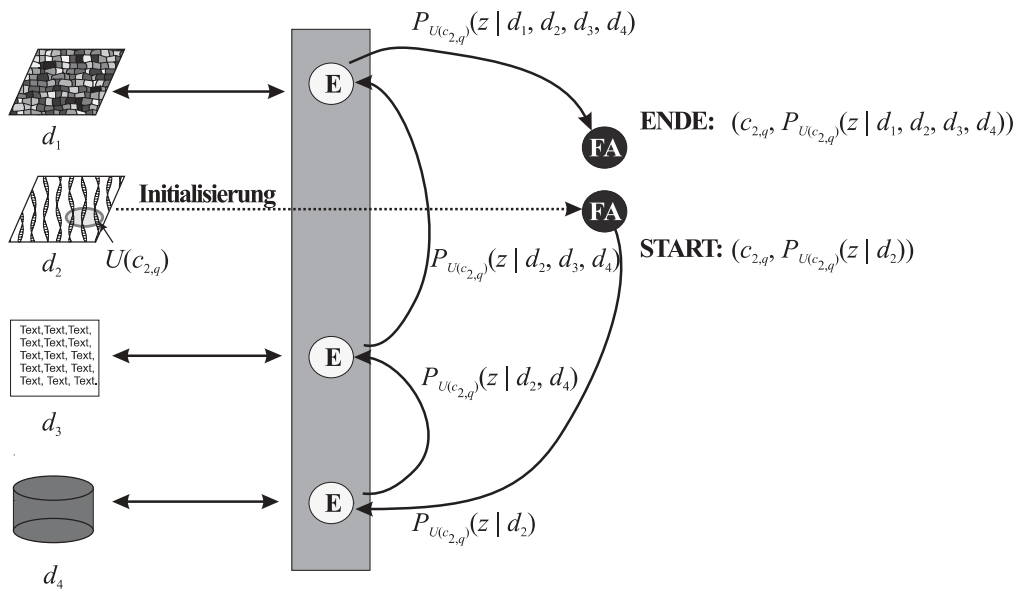 P_{U(c_{2,q})}(z | d_1, d_2, d_3, d_4)
E
d_1
FA
ENDE: (c_{2,q}, P_{U(c_{2,q})}(z | d_1, d_2, d_3, d_4))
Initialisierung
FA
d_2
U(c_{2,q})
P_{U(c_{2,q})}(z | d_2, d_3, d_4)
START: (c_{2,q}, P_{U(c_{2,q})}(z | d_2))
Text,Text,Text,
Text,Text,Text,
Text,Text, Text,
Text,Text, Text,
Text, Text, Text.
E
d_3
P_{U(c_{2,q})}(z | d_2, d_4)
E
P_{U(c_{2,q})}(z | d_2)
d_4